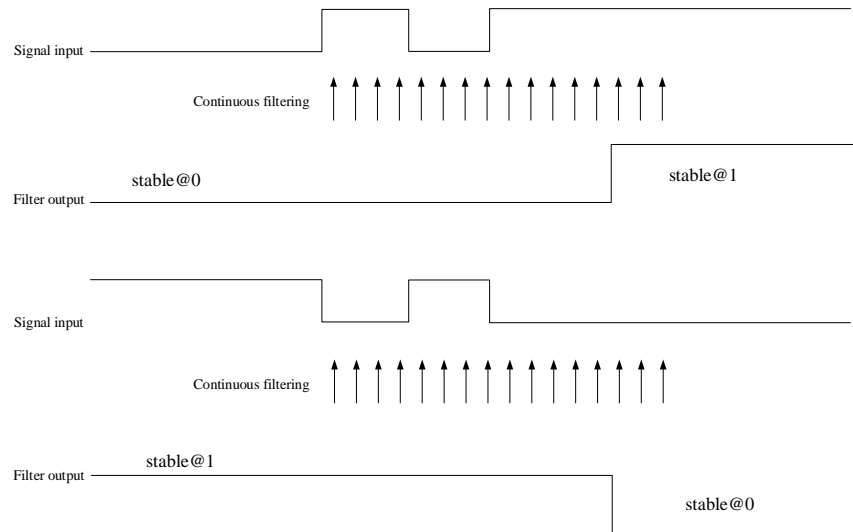 Signal input
Continuous filtering
stable@0
stable@1
Filter output
Signal input
Continuous filtering
stable@1
Filter output
stable@0